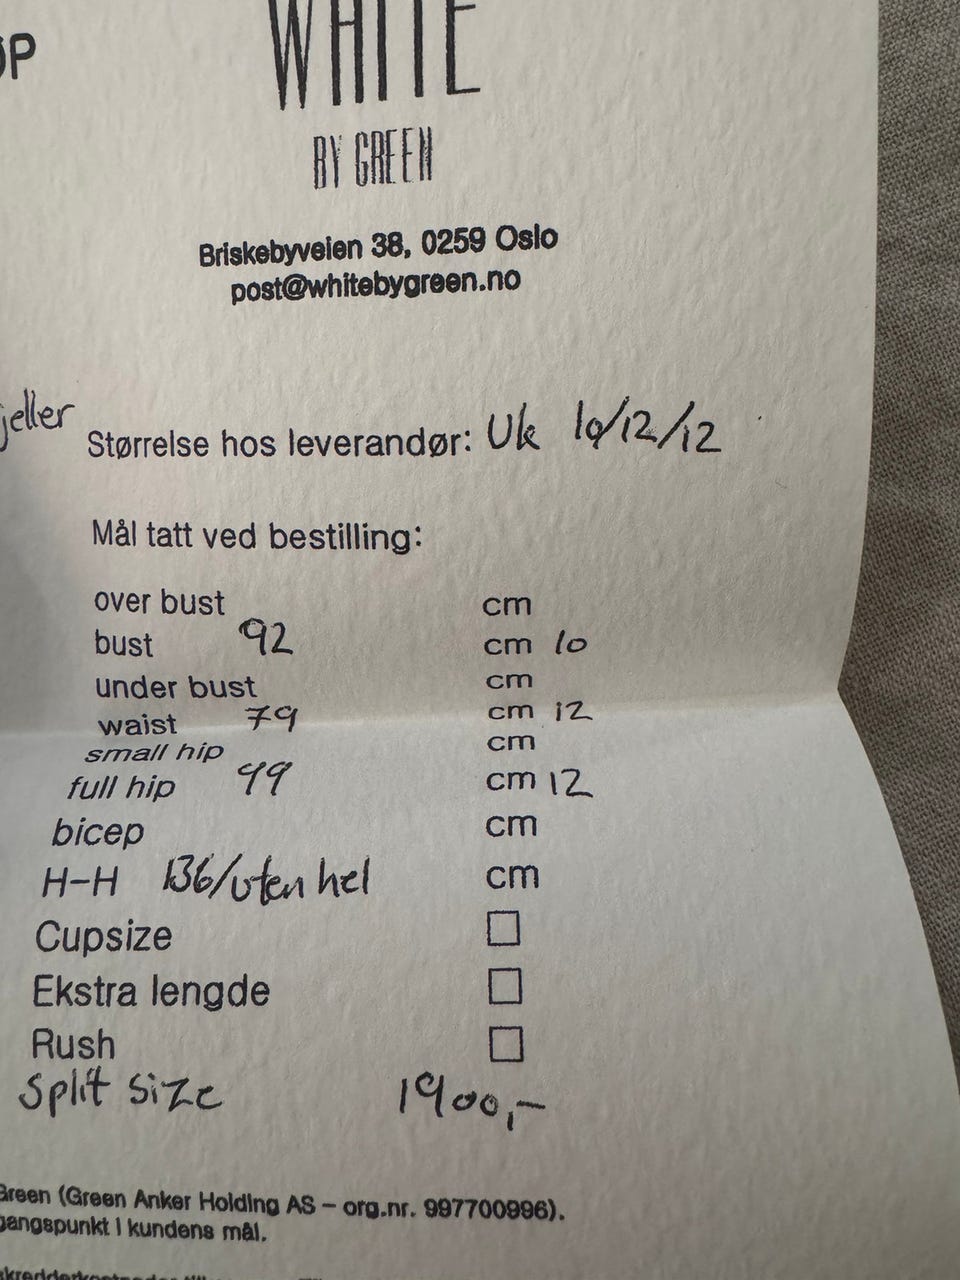 WHITE
BY GREEN
Briskebyveien 38, 0259 Oslo
post@whitebygreen.no
Størrelse hos leverandør: Uk 10/12/12
Mål tatt ved bestilling:
over bust cm
bust 92 cm 10
under bust cm
waist 79 cm 12
small hip cm
full hip 99 cm 12
bicep cm
H-H 136/uten hel cm
Cupsize ☐
Ekstra lengde ☐
Rush ☐
Split size 1900,-
Green (Green Anker Holding AS – org.nr. 997700996).
gangspunkt i kundens mål.